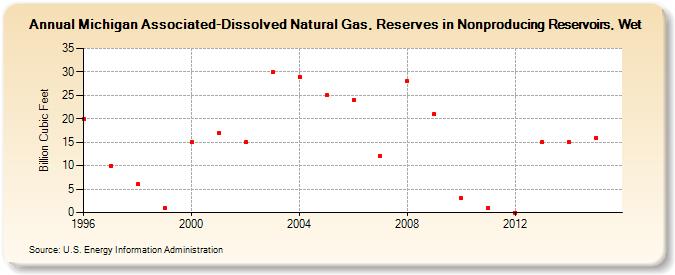 Annual Michigan Associated-Dissolved Natural Gas, Reserves in Nonproducing Reservoirs, Wet
Billion Cubic Feet
35
30
25
20
15
10
5
0
1996 2000 2004 2008 2012
Source: U.S. Energy Information Administration